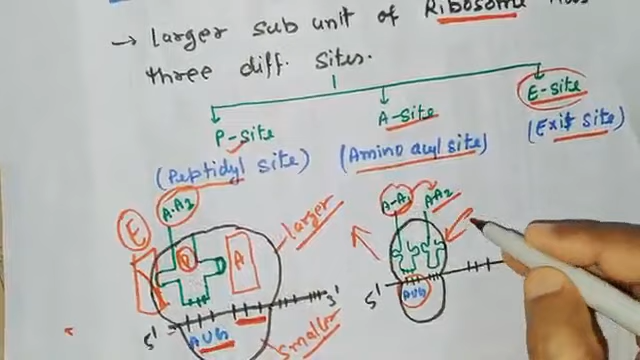 → larger sub unit of Ribosome
three diff. sites.
P-site
A-site
E-site
(Peptidyl site)
(Amino acyl site)
(Exit site)
E
A-A2
P
A
larger
5'
AUG
3'
smaller
A-A1
A-A2
5'
AUG